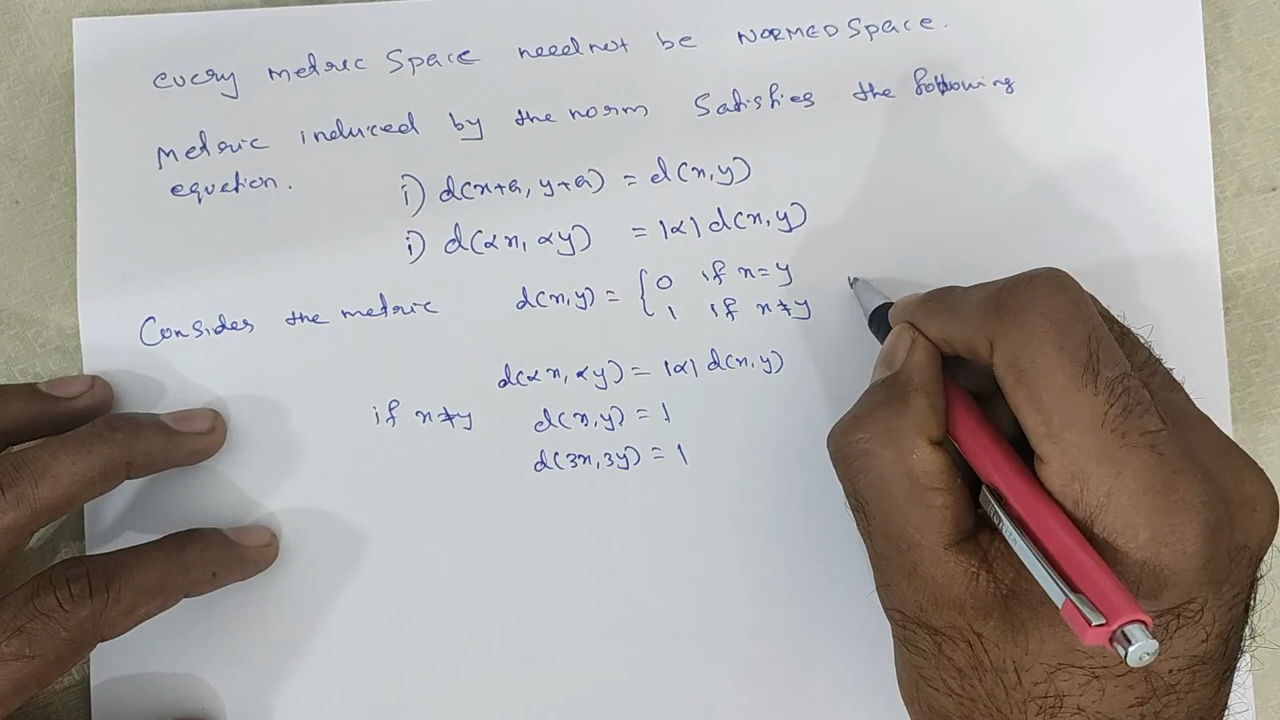 every metric Space need not be NORMED Space.
Metric induced by the norm Satisfies the following
equation.
i) d(x+a, y+a) = d(x,y)
i) d(αx, αy) = |α| d(x,y)
Consider the metric d(x,y) = { 0 if x=y
1 if x≠y
d(αx, αy) = |α| d(x,y)
if x≠y d(x,y) = 1
d(3x,3y) = 1